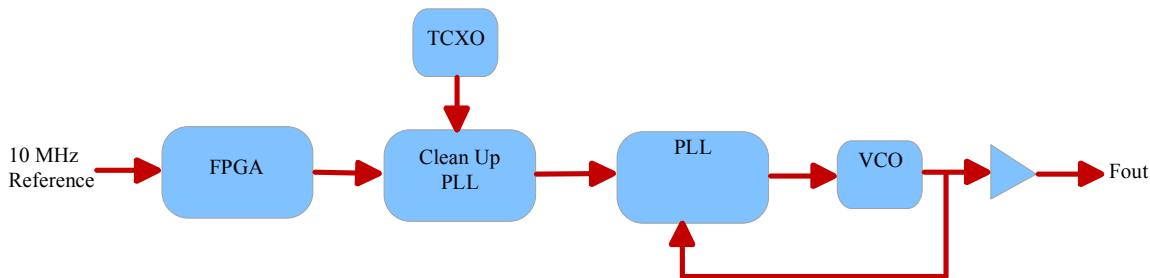 TCXO
10 MHz
Reference
FPGA
Clean Up
PLL
PLL
VCO
Fout